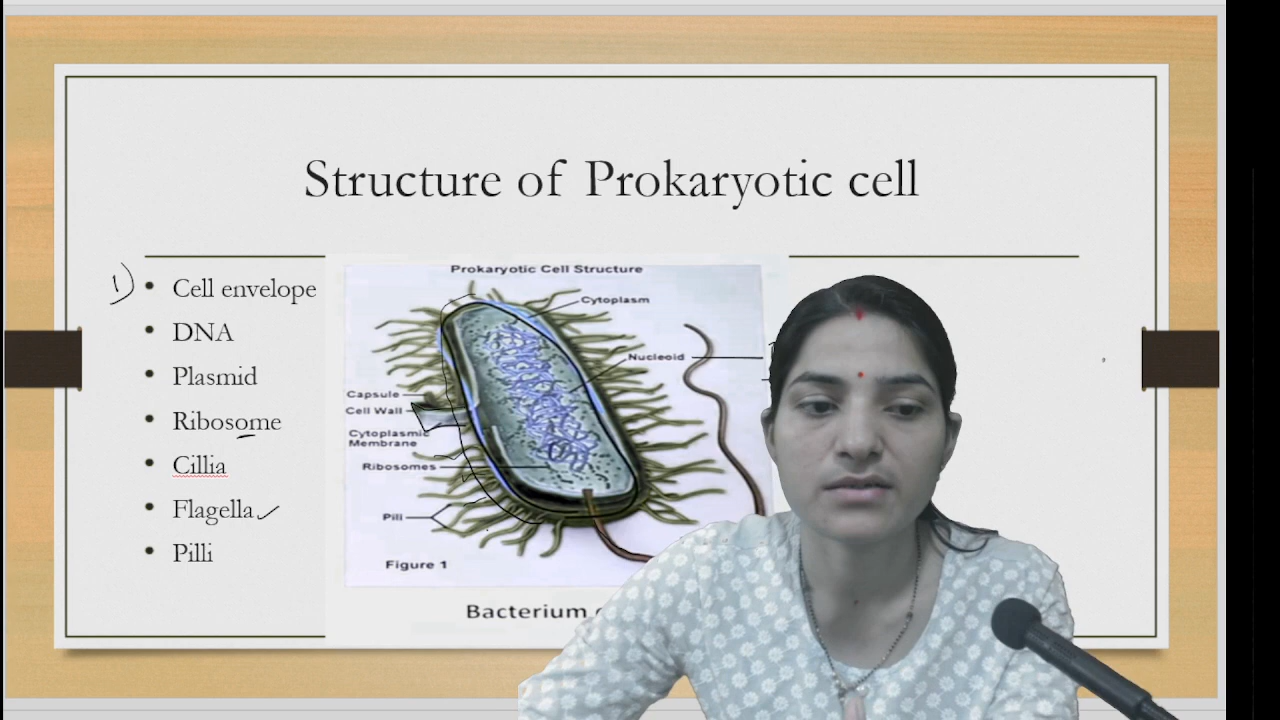 Structure of Prokaryotic cell
1)
• Cell envelope
• DNA
• Plasmid
• Ribosome
• Cillia
• Flagella ✓
• Pilli
Prokaryotic Cell Structure
Cytoplasm
Nucleoid
Capsule
Cell Wall
Cytoplasmic
Membrane
Ribosomes
Pili
Figure 1
Bacterium